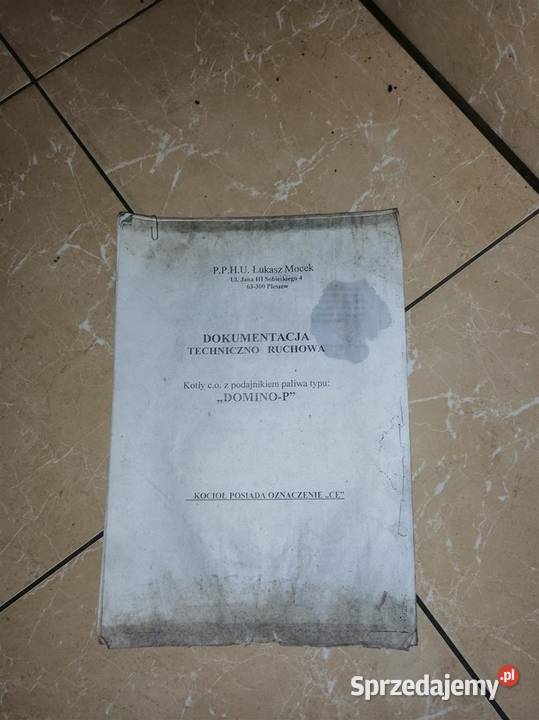 P.P.H.U. Łukasz Mocek
Ul. Jana III Sobieskiego 4
63-300 Pleszew
DOKUMENTACJA
TECHNICZNO RUCHOWA
Kotły c.o. z podajnikiem paliwa typu:
„DOMINO-P”
KOCIOŁ POSIADA OZNACZENIE „CE”
Sprzedajemy.pl